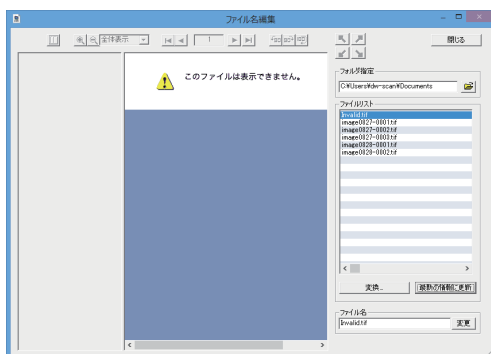 ファイル名編集
全体表示
1
閉じる
このファイルは表示できません。
フォルダ指定
C:¥Users¥dw-scan¥Documents
ファイルリスト
Invalid.tif
image0827-0001.tif
image0827-0002.tif
image0827-0003.tif
image0828-0001.tif
image0828-0002.tif
変換...
最新の情報に更新
ファイル名
Invalid.tif
変更